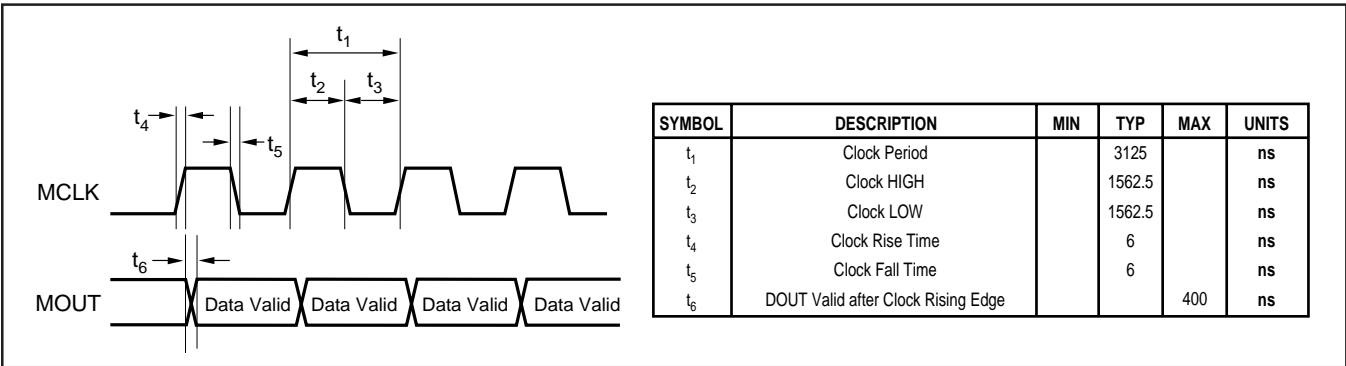 t1
t2 t3
t4
t5
MCLK
t6
MOUT Data Valid Data Valid Data Valid Data Valid
SYMBOL DESCRIPTION MIN TYP MAX UNITS
t1 Clock Period 3125 ns
t2 Clock HIGH 1562.5 ns
t3 Clock LOW 1562.5 ns
t4 Clock Rise Time 6 ns
t5 Clock Fall Time 6 ns
t6 DOUT Valid after Clock Rising Edge 400 ns